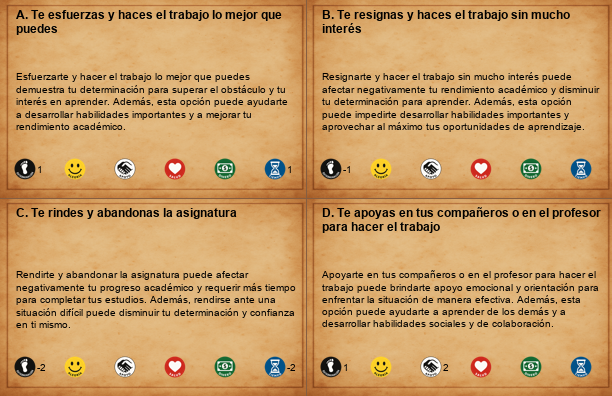 A. Te esfuerzas y haces el trabajo lo mejor que
puedes
Esfuerzarte y hacer el trabajo lo mejor que puedes
demuestra tu determinación para superar el obstáculo y tu
interés en aprender. Además, esta opción puede ayudarte
a desarrollar habilidades importantes y a mejorar tu
rendimiento académico.
1
1
B. Te resignas y haces el trabajo sin mucho
interés
Resignarte y hacer el trabajo sin mucho interés puede
afectar negativamente tu rendimiento académico y disminuir
tu determinación para aprender. Además, esta opción
puede impedirte desarrollar habilidades importantes y
aprovechar al máximo tus oportunidades de aprendizaje.
-1
C. Te rindes y abandonas la asignatura
Rendirte y abandonar la asignatura puede afectar
negativamente tu progreso académico y requerir más tiempo
para completar tus estudios. Además, rendirse ante una
situación difícil puede disminuir tu determinación y confianza
en ti mismo.
-2
-2
D. Te apoyas en tus compañeros o en el profesor
para hacer el trabajo
Apoyarte en tus compañeros o en el profesor para hacer el
trabajo puede brindarte apoyo emocional y orientación para
enfrentar la situación de manera efectiva. Además, esta
opción puede ayudarte a aprender de los demás y a
desarrollar habilidades sociales y de colaboración.
1
2